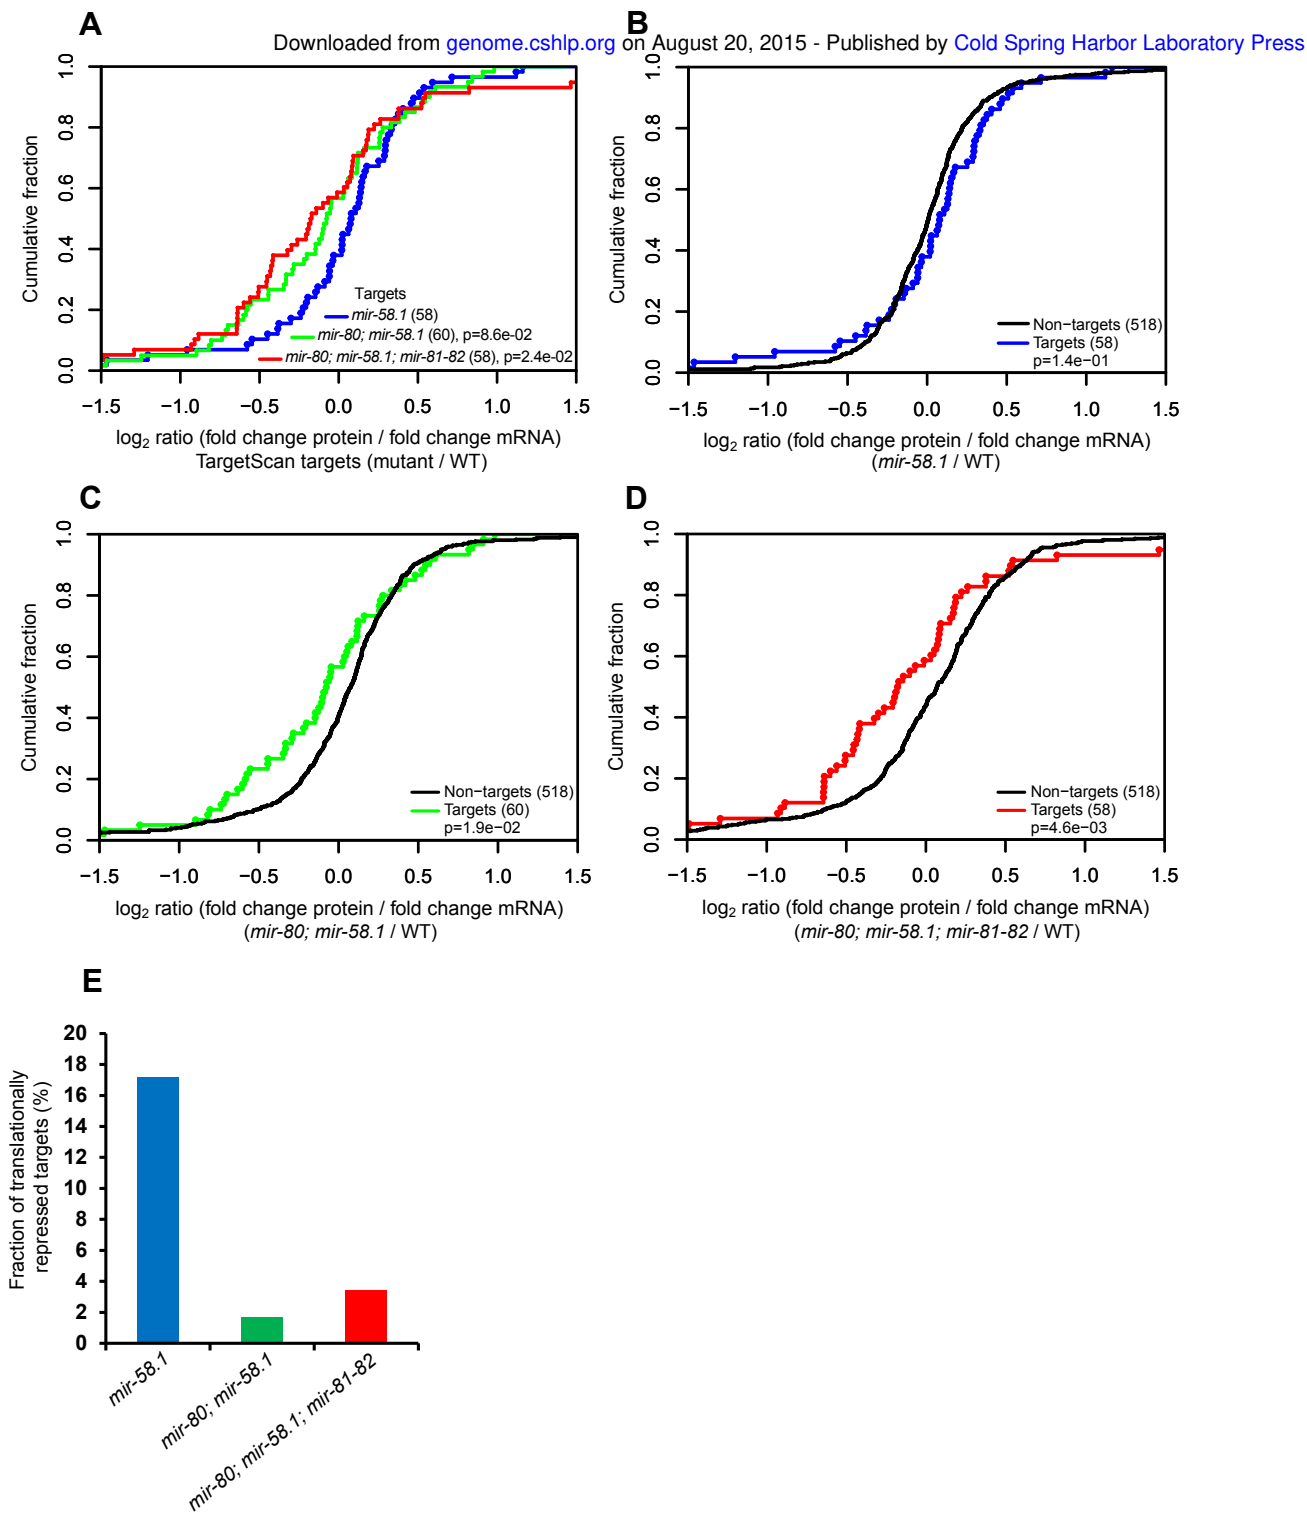 A
B
Downloaded from genome.cshlp.org on August 20, 2015 - Published by Cold Spring Harbor Laboratory Press
Cumulative fraction
0.0 0.2 0.4 0.6 0.8 1.0
Targets
mir-58.1 (58)
mir-80; mir-58.1 (60), p=8.6e-02
mir-80; mir-58.1; mir-81-82 (58), p=2.4e-02
−1.5 −1.0 −0.5 0.0 0.5 1.0 1.5
log2 ratio (fold change protein / fold change mRNA)
TargetScan targets (mutant / WT)
Cumulative fraction
0.0 0.2 0.4 0.6 0.8 1.0
Non−targets (518)
Targets (58)
p=1.4e−01
−1.5 −1.0 −0.5 0.0 0.5 1.0 1.5
log2 ratio (fold change protein / fold change mRNA)
(mir-58.1 / WT)
C
Cumulative fraction
0.0 0.2 0.4 0.6 0.8 1.0
Non−targets (518)
Targets (60)
p=1.9e−02
−1.5 −1.0 −0.5 0.0 0.5 1.0 1.5
log2 ratio (fold change protein / fold change mRNA)
(mir-80; mir-58.1 / WT)
D
Cumulative fraction
0.0 0.2 0.4 0.6 0.8 1.0
Non−targets (518)
Targets (58)
p=4.6e−03
−1.5 −1.0 −0.5 0.0 0.5 1.0 1.5
log2 ratio (fold change protein / fold change mRNA)
(mir-80; mir-58.1; mir-81-82 / WT)
E
Fraction of translationally
repressed targets (%)
20
18
16
14
12
10
8
6
4
2
0
mir-58.1
mir-80; mir-58.1
mir-80; mir-58.1; mir-81-82